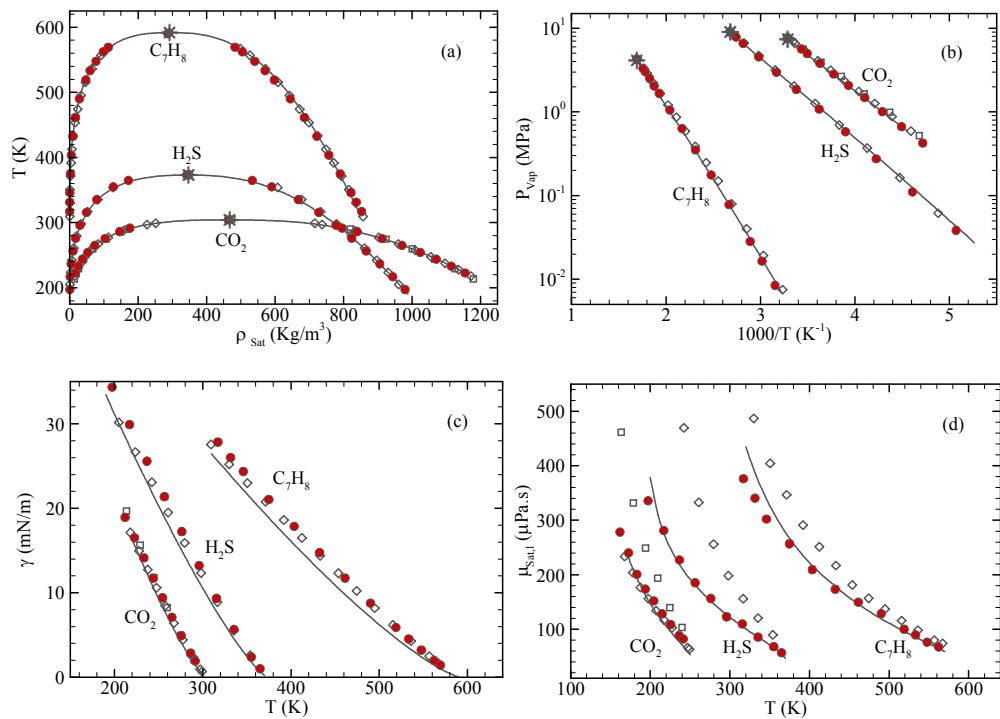 (a)
C₇H₈
H₂S
CO₂
T (K)
600
500
400
300
200
0
200
400
600
800
1000
1200
ρ Sat (Kg/m³)
(b)
CO₂
H₂S
C₇H₈
P_Vap (MPa)
10¹
10⁰
10⁻¹
10⁻²
1
2
3
4
5
1000/T (K⁻¹)
(c)
C₇H₈
H₂S
CO₂
γ (mN/m)
30
20
10
0
200
300
400
500
600
T (K)
(d)
CO₂
H₂S
C₇H₈
μ_Sat,l (μPa.s)
500
400
300
200
100
100
200
300
400
500
600
T (K)